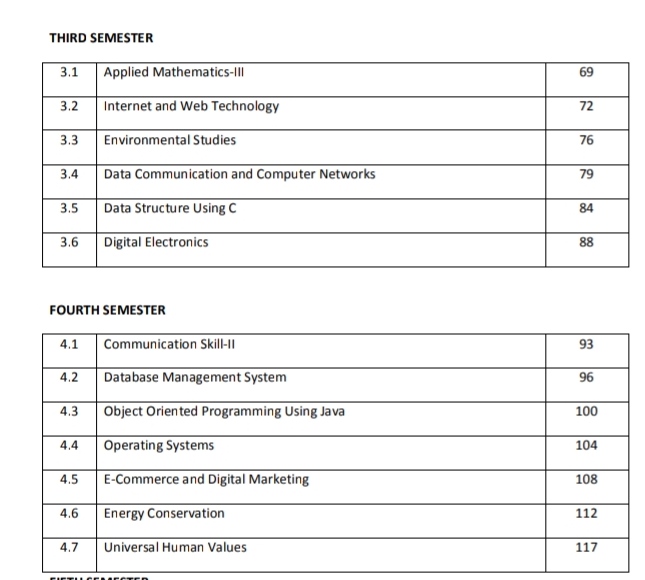 THIRD SEMESTER
3.1 Applied Mathematics-III 69
3.2 Internet and Web Technology 72
3.3 Environmental Studies 76
3.4 Data Communication and Computer Networks 79
3.5 Data Structure Using C 84
3.6 Digital Electronics 88
FOURTH SEMESTER
4.1 Communication Skill-II 93
4.2 Database Management System 96
4.3 Object Oriented Programming Using Java 100
4.4 Operating Systems 104
4.5 E-Commerce and Digital Marketing 108
4.6 Energy Conservation 112
4.7 Universal Human Values 117
FIFTH SEMESTER